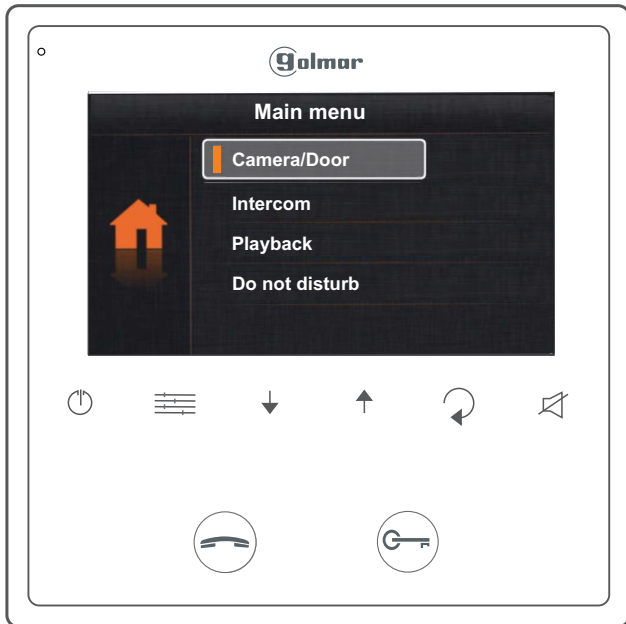 golmar
Main menu
Camera/Door
Intercom
Playback
Do not disturb